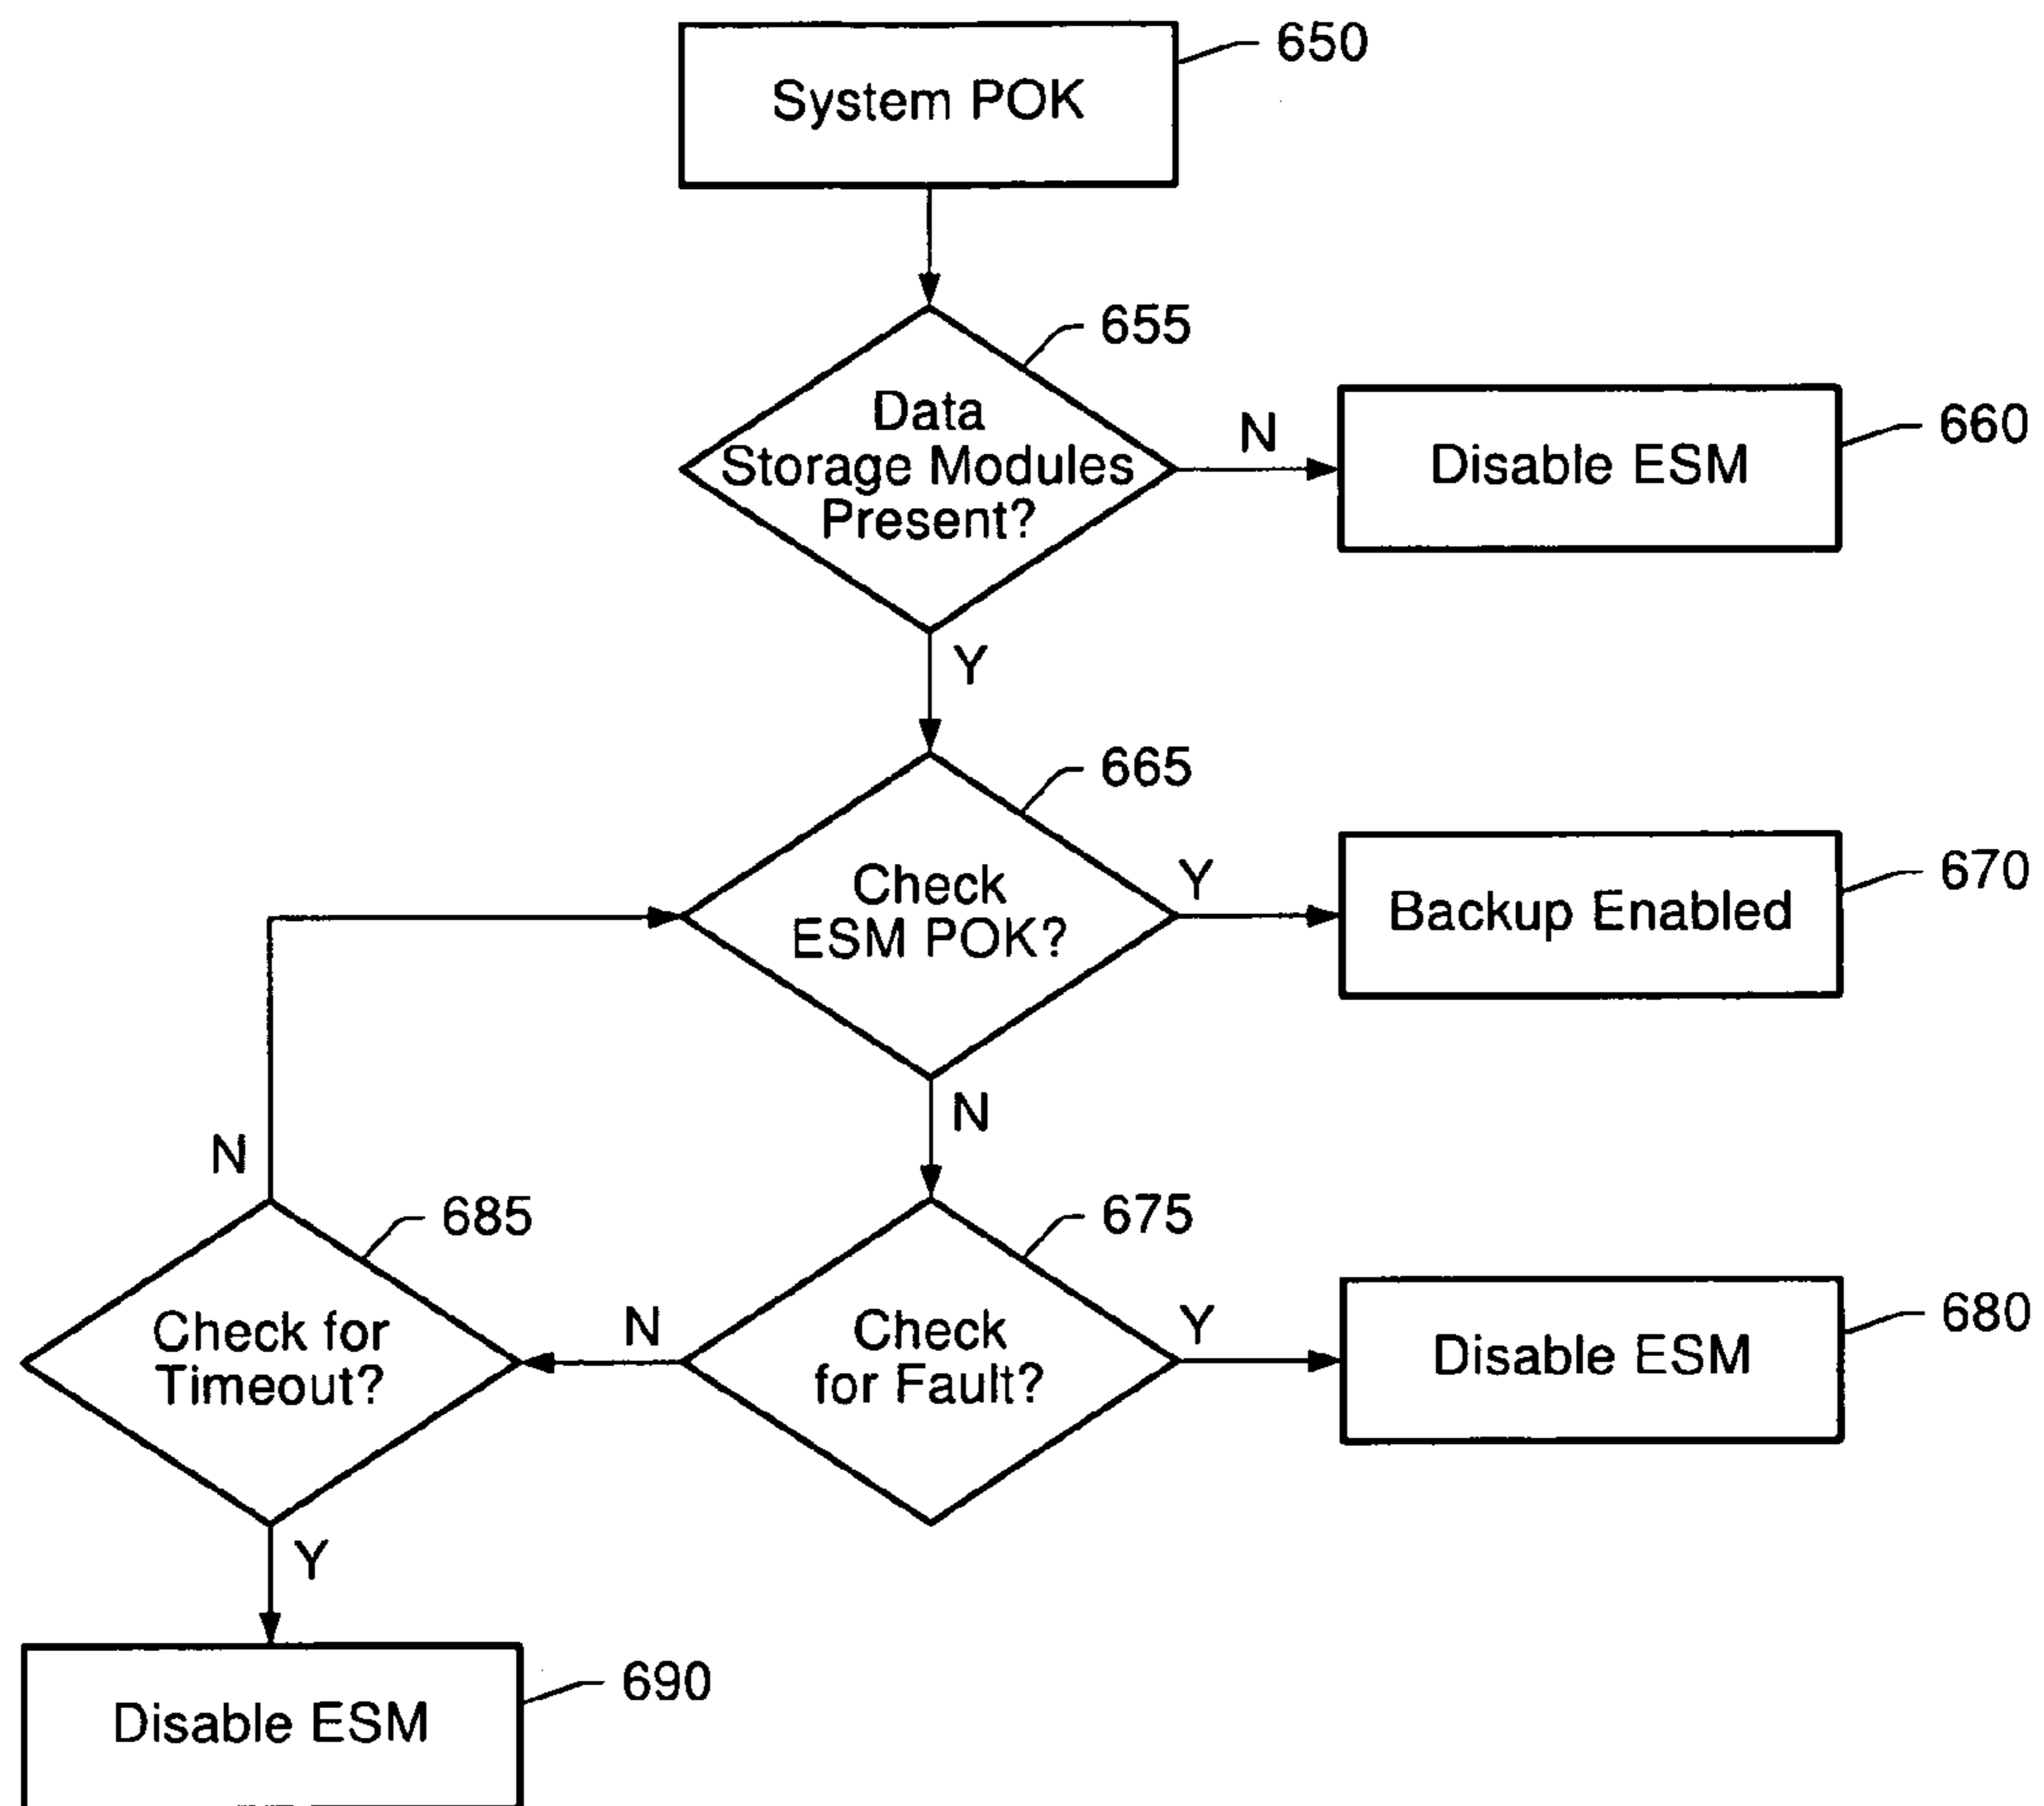 System POK
650
655
Data
Storage Modules
Present?
N
Disable ESM
660
Y
665
Check
ESM POK?
Y
Backup Enabled
670
N
N
685
Check for
Timeout?
N
675
Check
for Fault?
Y
Disable ESM
680
Y
Disable ESM
690